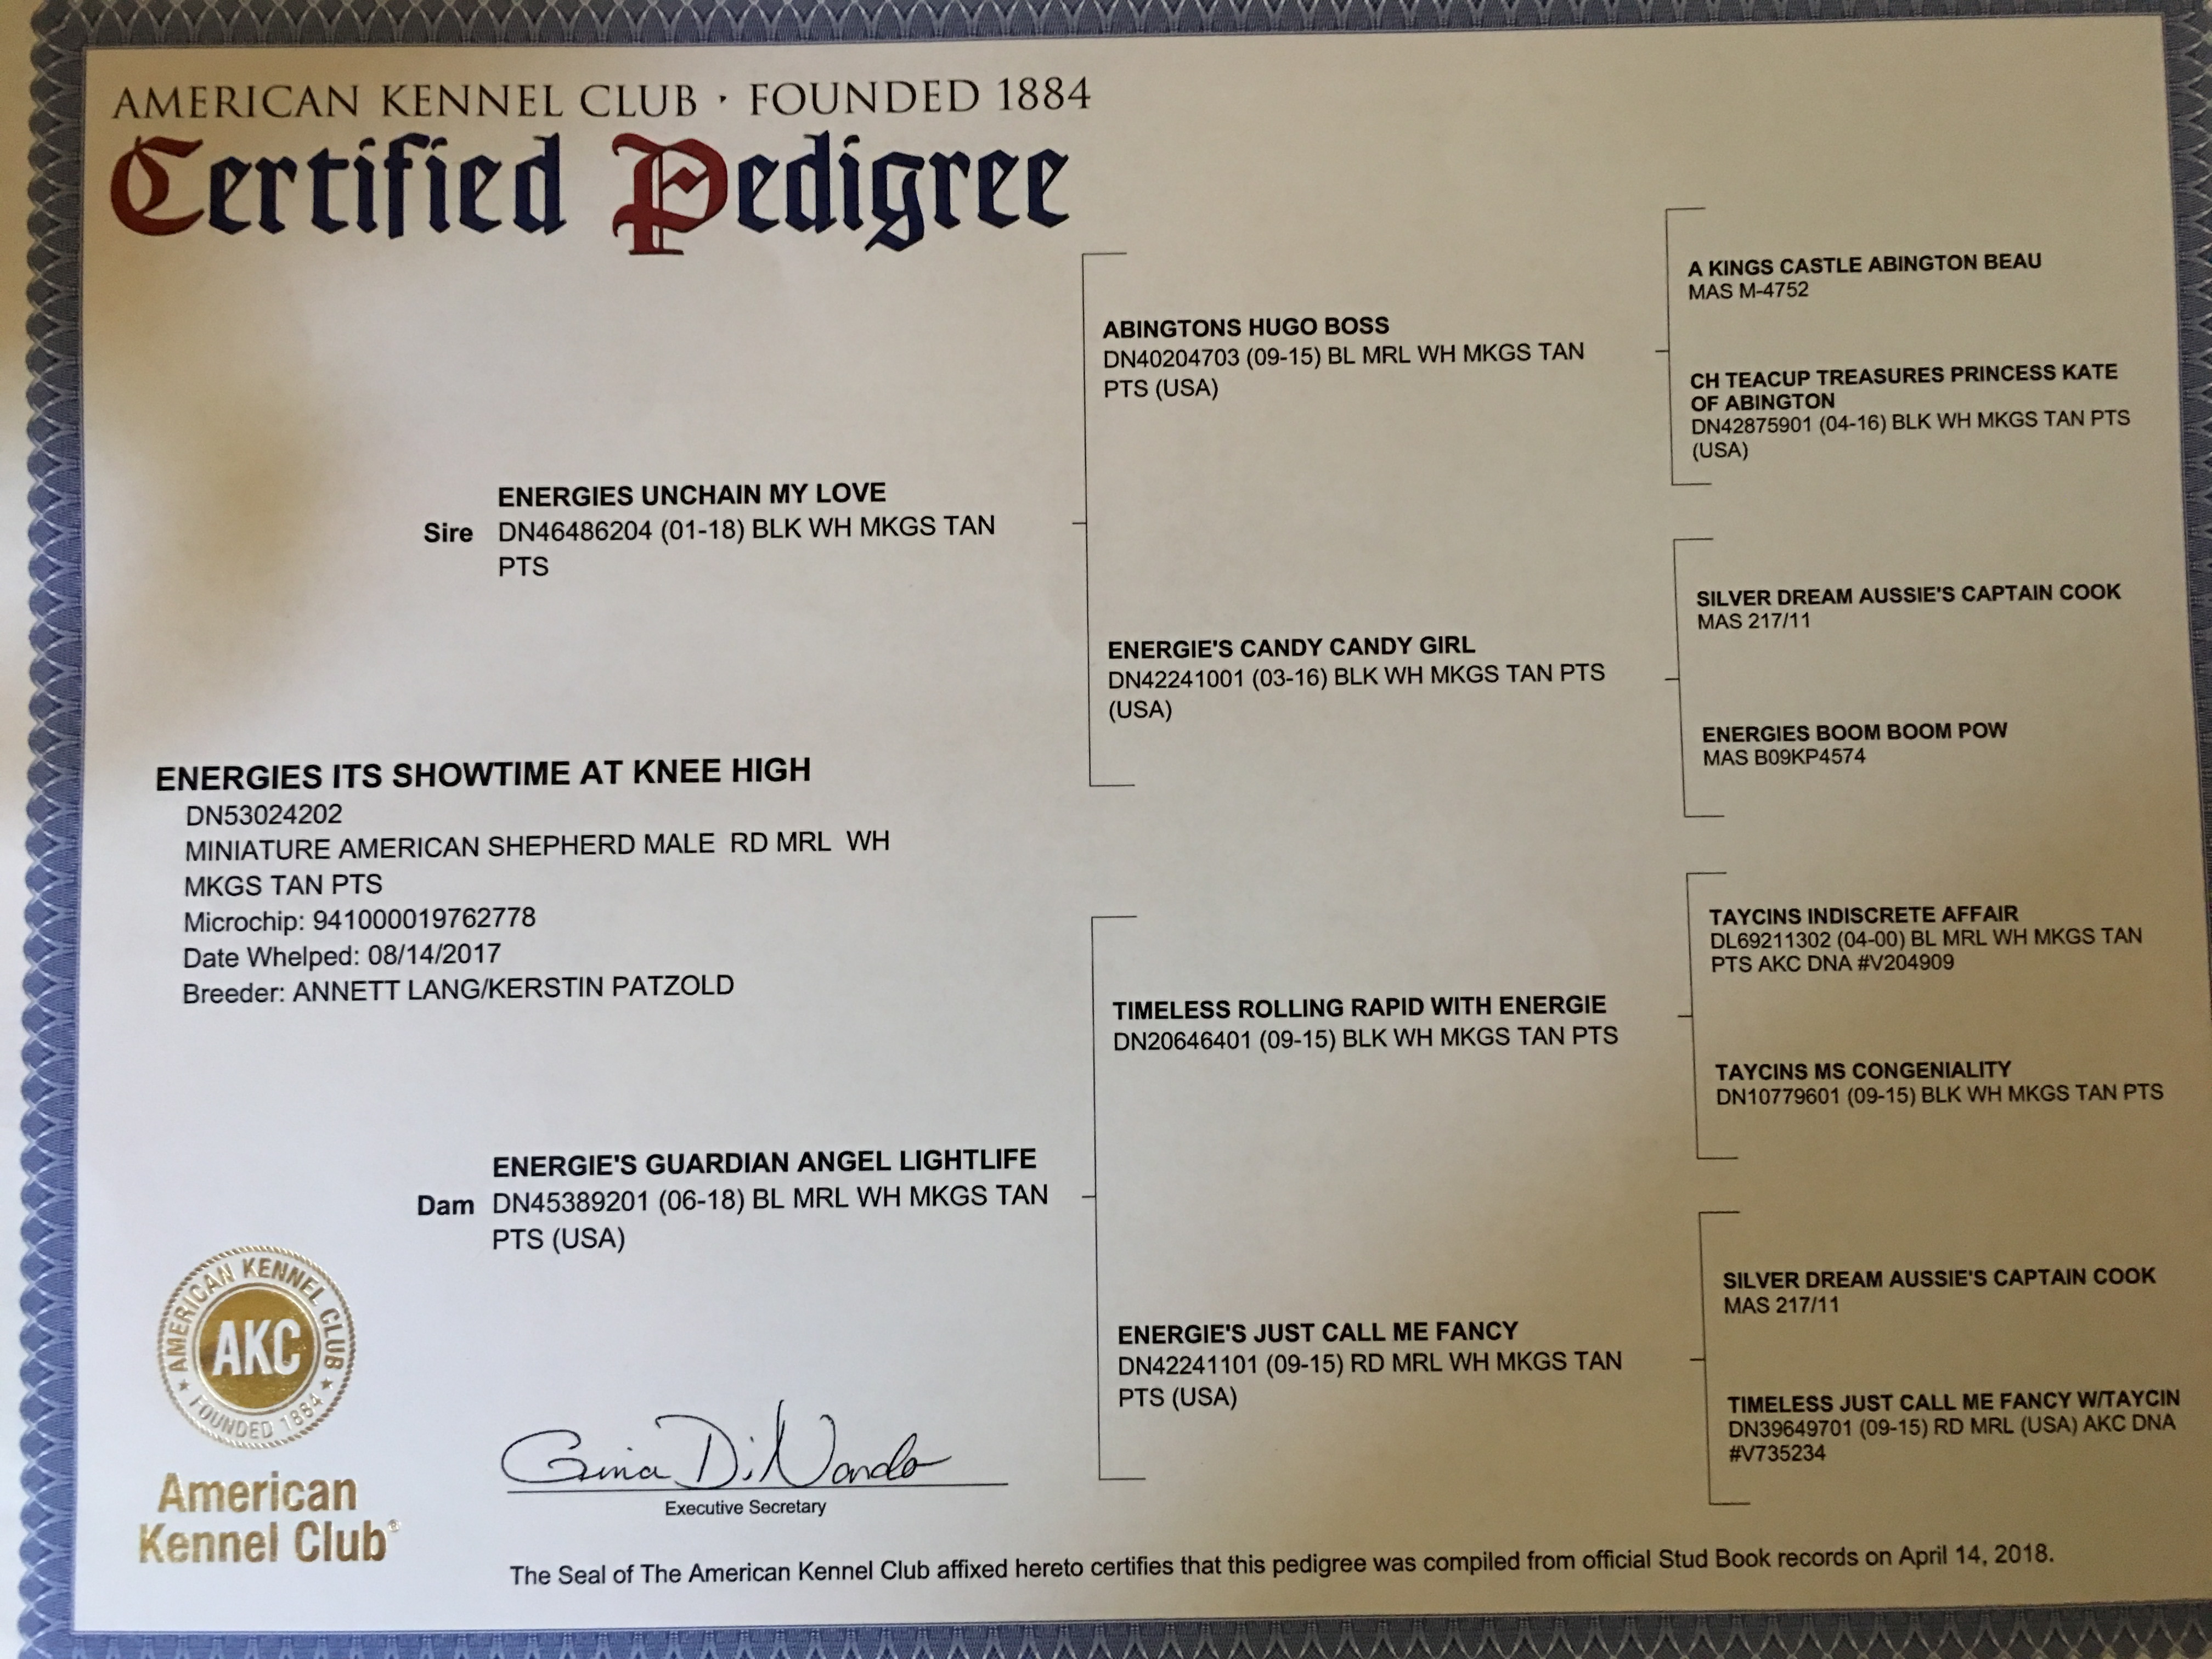 AMERICAN KENNEL CLUB · FOUNDED 1884
Certified Pedigree
A KINGS CASTLE ABINGTON BEAU
MAS M-4752
ABINGTONS HUGO BOSS
DN40204703 (09-15) BL MRL WH MKGS TAN
PTS (USA)
CH TEACUP TREASURES PRINCESS KATE
OF ABINGTON
DN42875901 (04-16) BLK WH MKGS TAN PTS
(USA)
ENERGIES UNCHAIN MY LOVE
Sire DN46486204 (01-18) BLK WH MKGS TAN
PTS
SILVER DREAM AUSSIE'S CAPTAIN COOK
MAS 217/11
ENERGIE'S CANDY CANDY GIRL
DN42241001 (03-16) BLK WH MKGS TAN PTS
(USA)
ENERGIES BOOM BOOM POW
MAS B09KP4574
ENERGIES ITS SHOWTIME AT KNEE HIGH
DN53024202
MINIATURE AMERICAN SHEPHERD MALE RD MRL WH
MKGS TAN PTS
Microchip: 941000019762778
Date Whelped: 08/14/2017
Breeder: ANNETT LANG/KERSTIN PATZOLD
TAYCINS INDISCRETE AFFAIR
DL69211302 (04-00) BL MRL WH MKGS TAN
PTS AKC DNA #V204909
TIMELESS ROLLING RAPID WITH ENERGIE
DN20646401 (09-15) BLK WH MKGS TAN PTS
TAYCINS MS CONGENIALITY
DN10779601 (09-15) BLK WH MKGS TAN PTS
ENERGIE'S GUARDIAN ANGEL LIGHTLIFE
Dam DN45389201 (06-18) BL MRL WH MKGS TAN
PTS (USA)
SILVER DREAM AUSSIE'S CAPTAIN COOK
MAS 217/11
ENERGIE'S JUST CALL ME FANCY
DN42241101 (09-15) RD MRL WH MKGS TAN
PTS (USA)
TIMELESS JUST CALL ME FANCY W/TAYCIN
DN39649701 (09-15) RD MRL (USA) AKC DNA
#V735234
AMERICAN KENNEL CLUB
AKC
FOUNDED 1884
American
Kennel Club®
Gina DiNardo
Executive Secretary
The Seal of The American Kennel Club affixed hereto certifies that this pedigree was compiled from official Stud Book records on April 14, 2018.